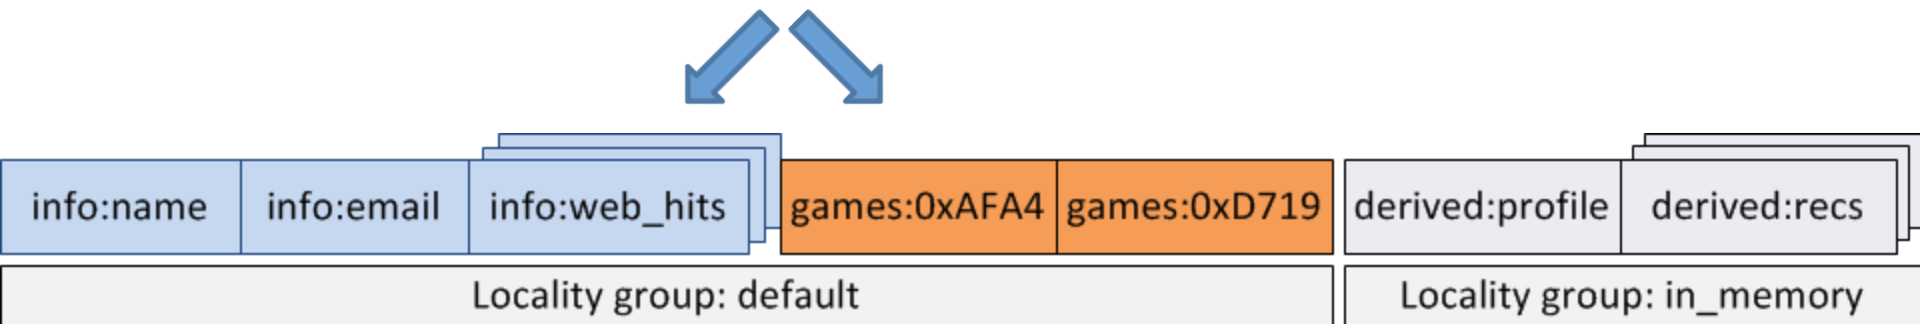 info:name info:email info:web_hits games:0xAFA4 games:0xD719 derived:profile derived:recs
Locality group: default Locality group: in_memory